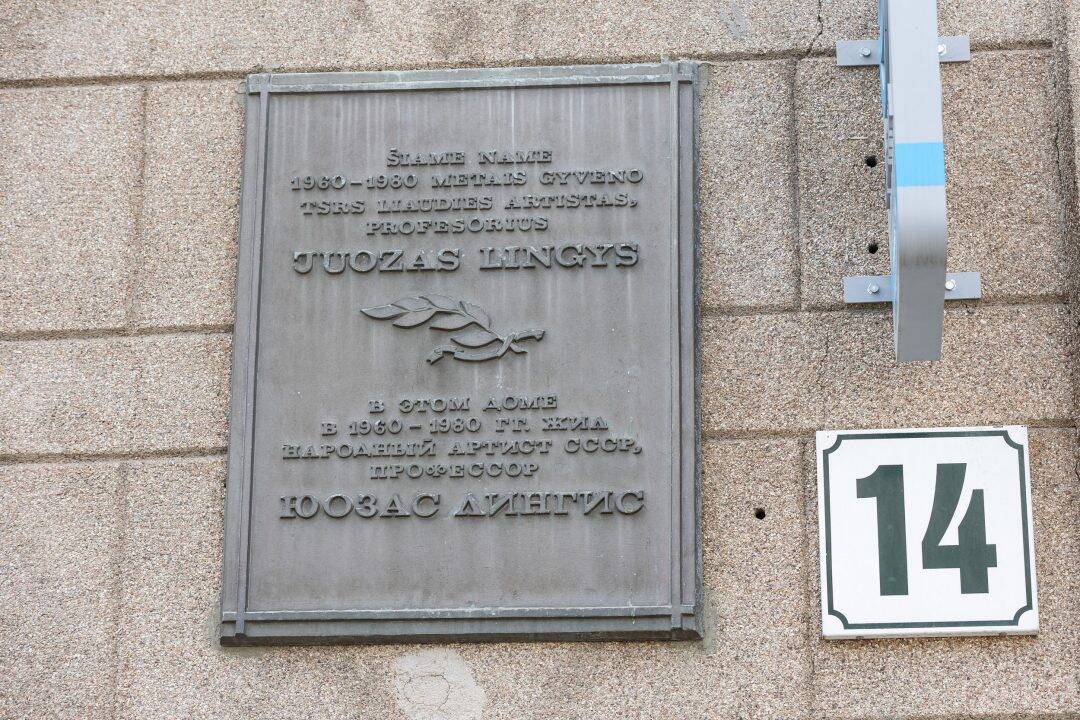 ŠIAME NAME
1960–1980 METAIS GYVENO
TSRS LIAUDIES ARTISTAS,
PROFESORIUS
JUOZAS LINGYS
В ЭТОМ ДОМЕ
В 1960–1980 ГГ. ЖИЛ
НАРОДНЫЙ АРТИСТ СССР,
ПРОФЕССОР
ЮОЗАС ЛИНГИС
14